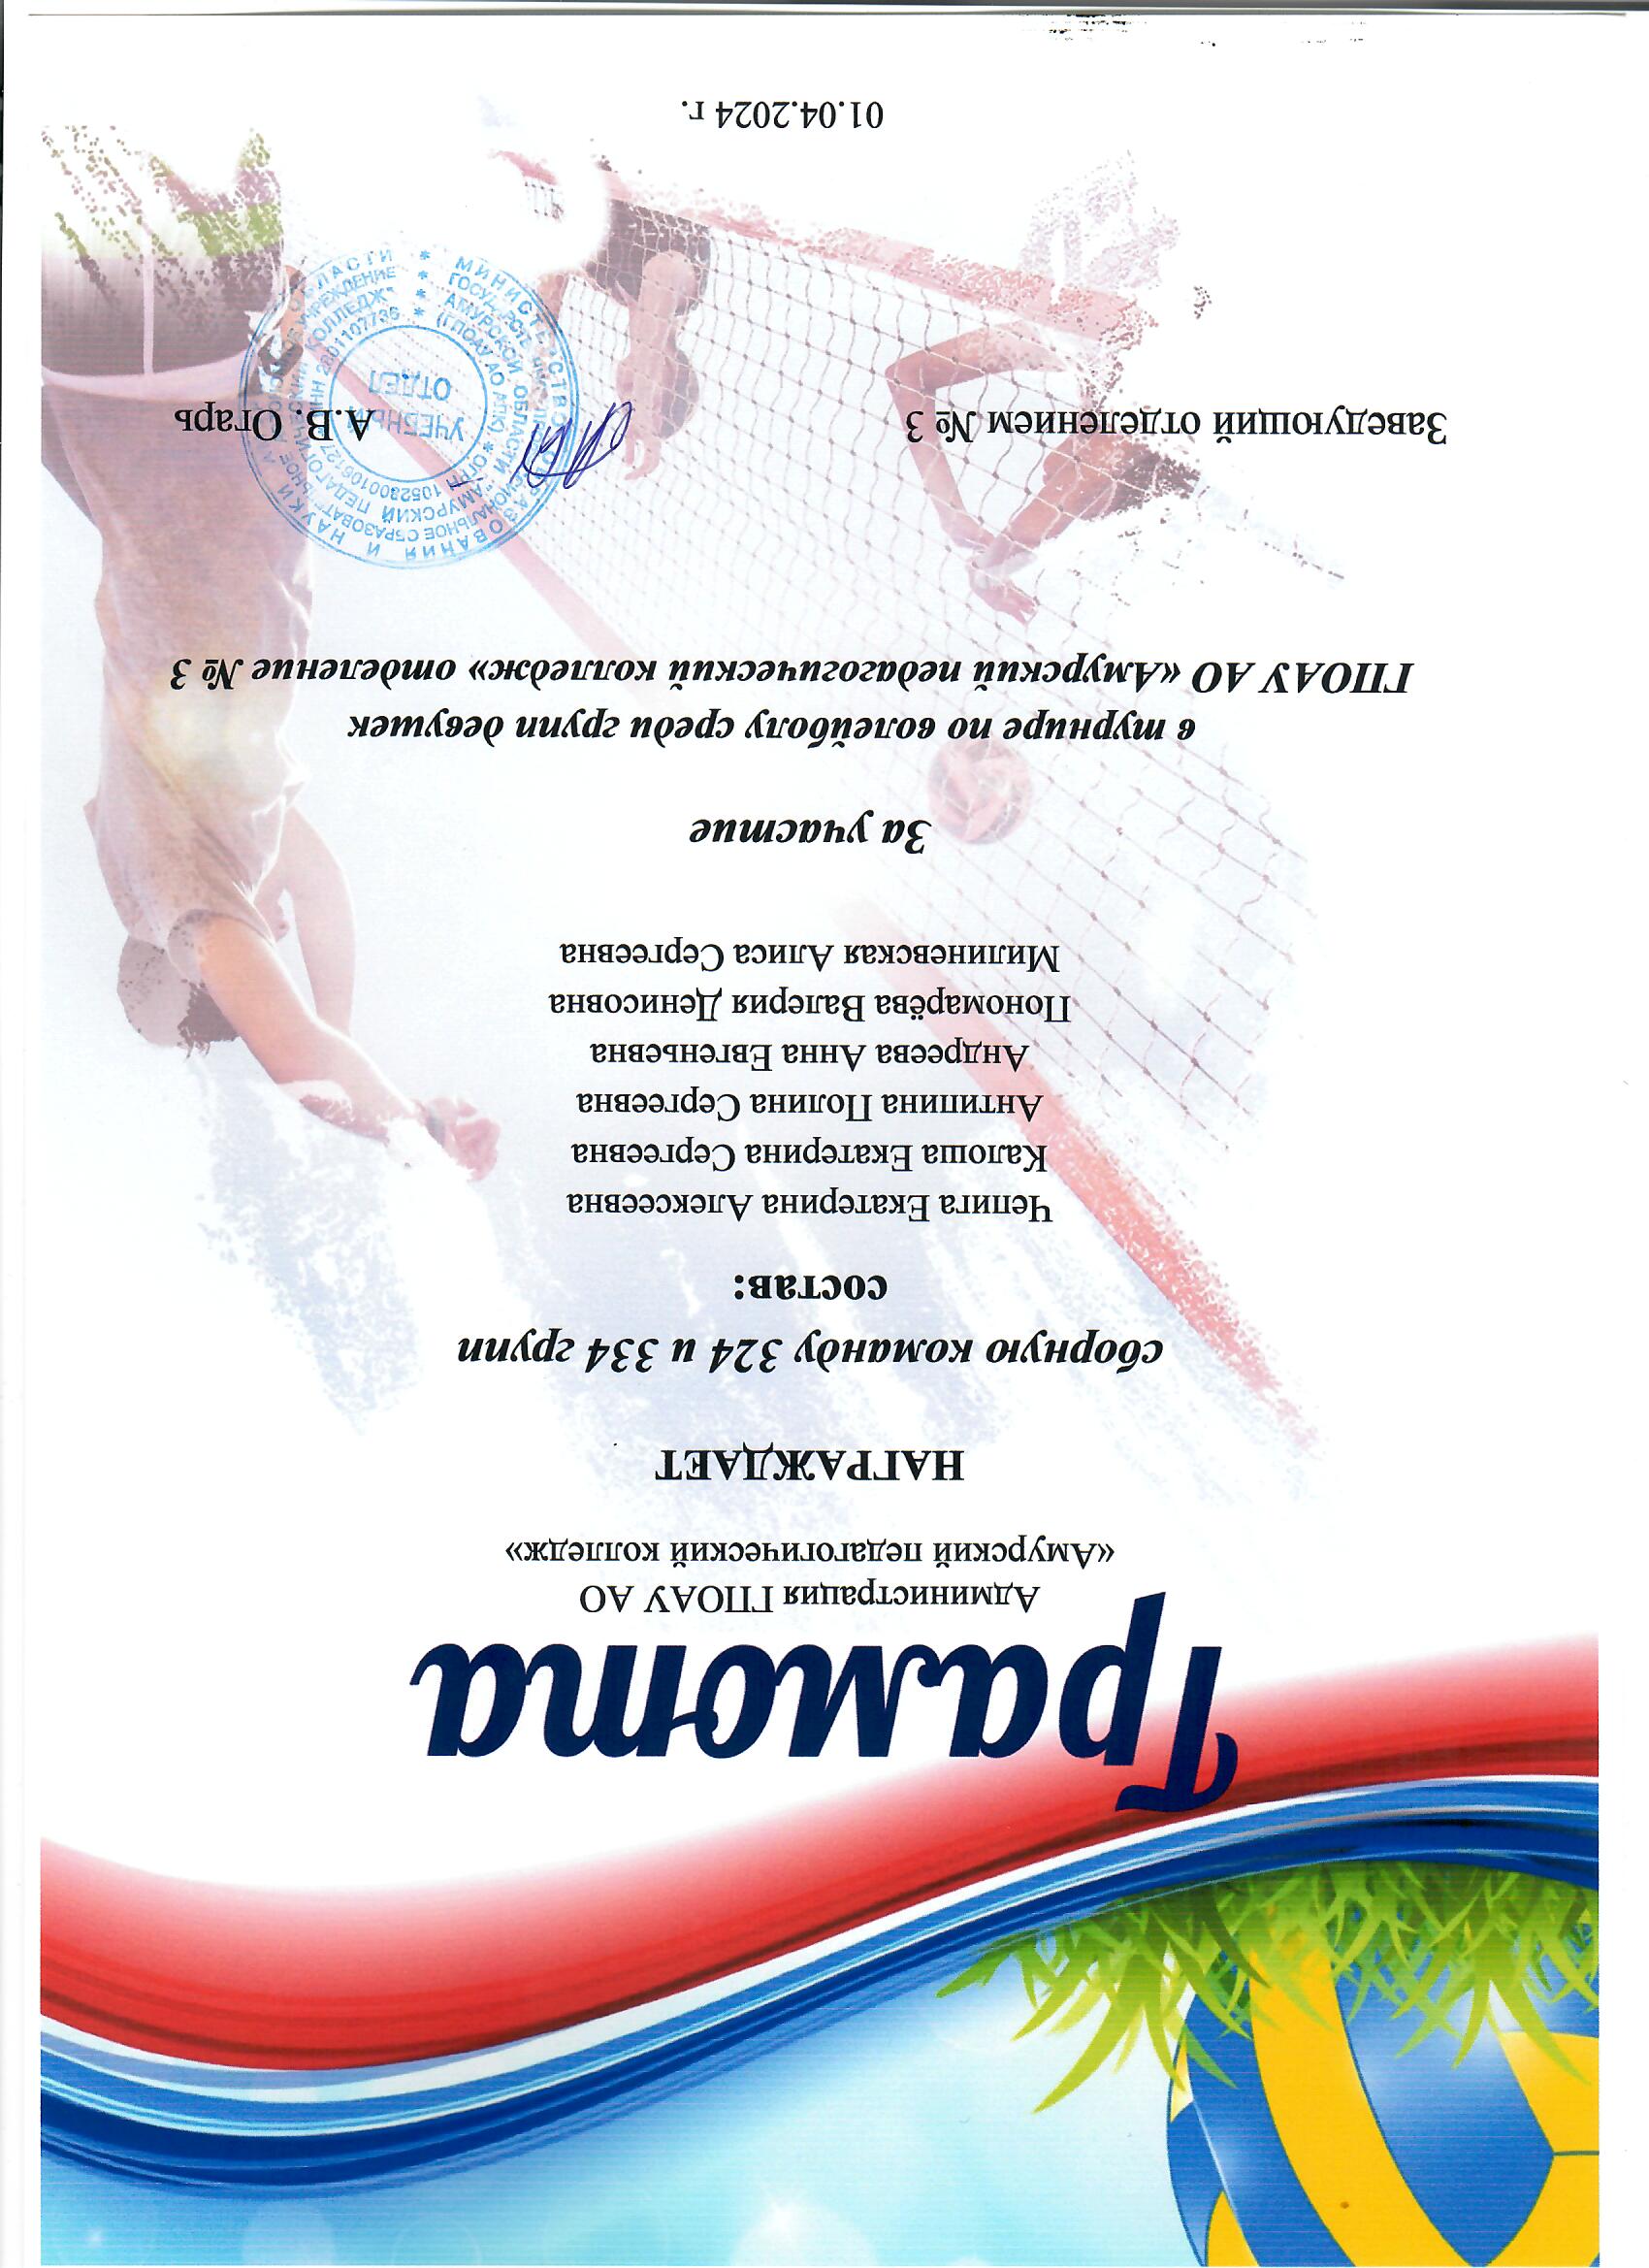 Грамота
Администрация ГПОАУ АО
«Амурский педагогический колледж»
НАГРАЖДАЕТ
сборную команду 324 и 334 групп
состав:
Чепига Екатерина Алексеевна
Калоша Екатерина Сергеевна
Антипина Полина Сергеевна
Андреева Анна Евгеньевна
Пономарёва Валерия Денисовна
Милиневская Алиса Сергеевна
За участие
в турнире по волейболу среди групп девушек
ГПОАУ АО «Амурский педагогический колледж» отделение № 3
Заведующий отделением № 3
А.В. Огарь
УЧЕБНЫЙ
ОТДЕЛ
01.04.2024 г.